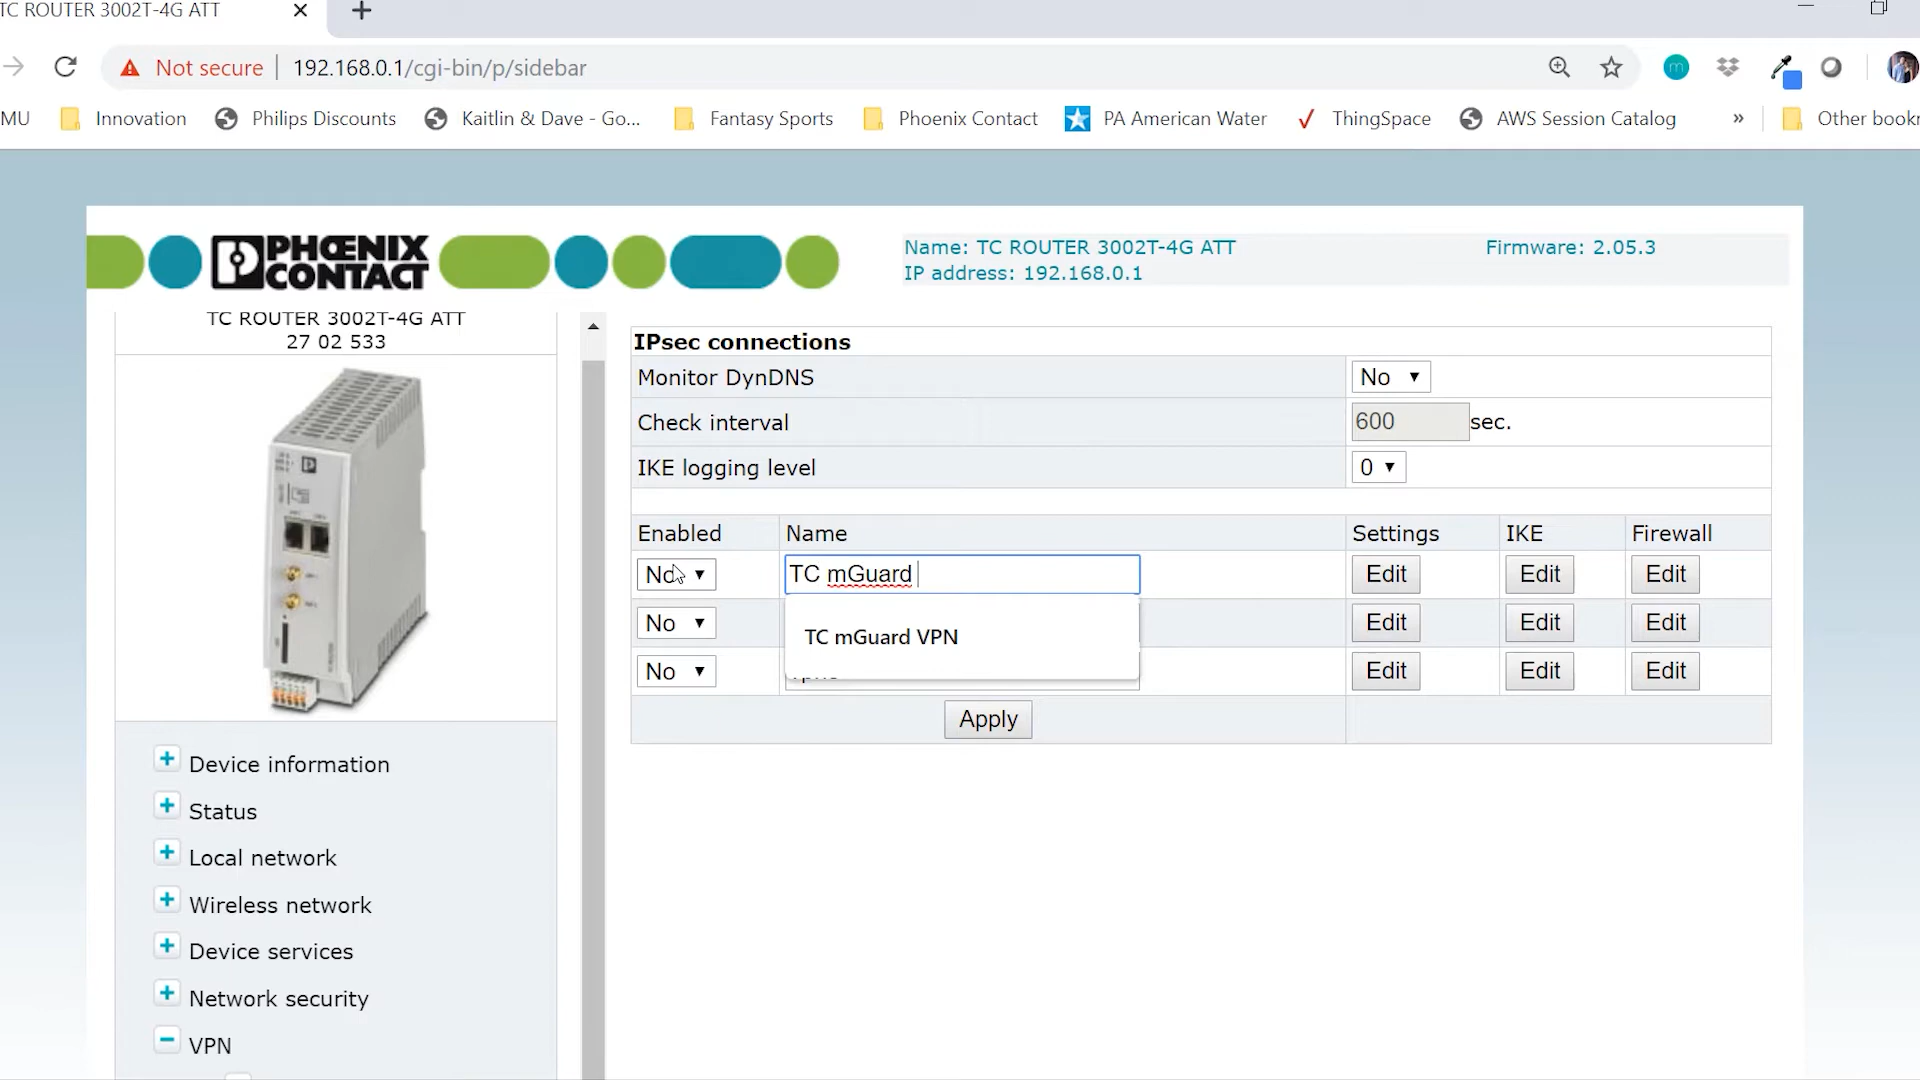 TC ROUTER 3002T-4G ATT
Not secure 192.168.0.1/cgi-bin/p/sidebar
MU Innovation Philips Discounts Kaitlin & Dave - Go... Fantasy Sports Phoenix Contact PA American Water ThingSpace AWS Session Catalog » Other bookr
PHŒNIX
CONTACT
Name: TC ROUTER 3002T-4G ATT Firmware: 2.05.3
IP address: 192.168.0.1
TC ROUTER 3002T-4G ATT
27 02 533
IPsec connections
Monitor DynDNS No
Check interval 600 sec.
IKE logging level 0
Enabled Name Settings IKE Firewall
No TC mGuard Edit Edit Edit
No TC mGuard VPN Edit Edit Edit
No Edit Edit Edit
Apply
Device information
Status
Local network
Wireless network
Device services
Network security
VPN